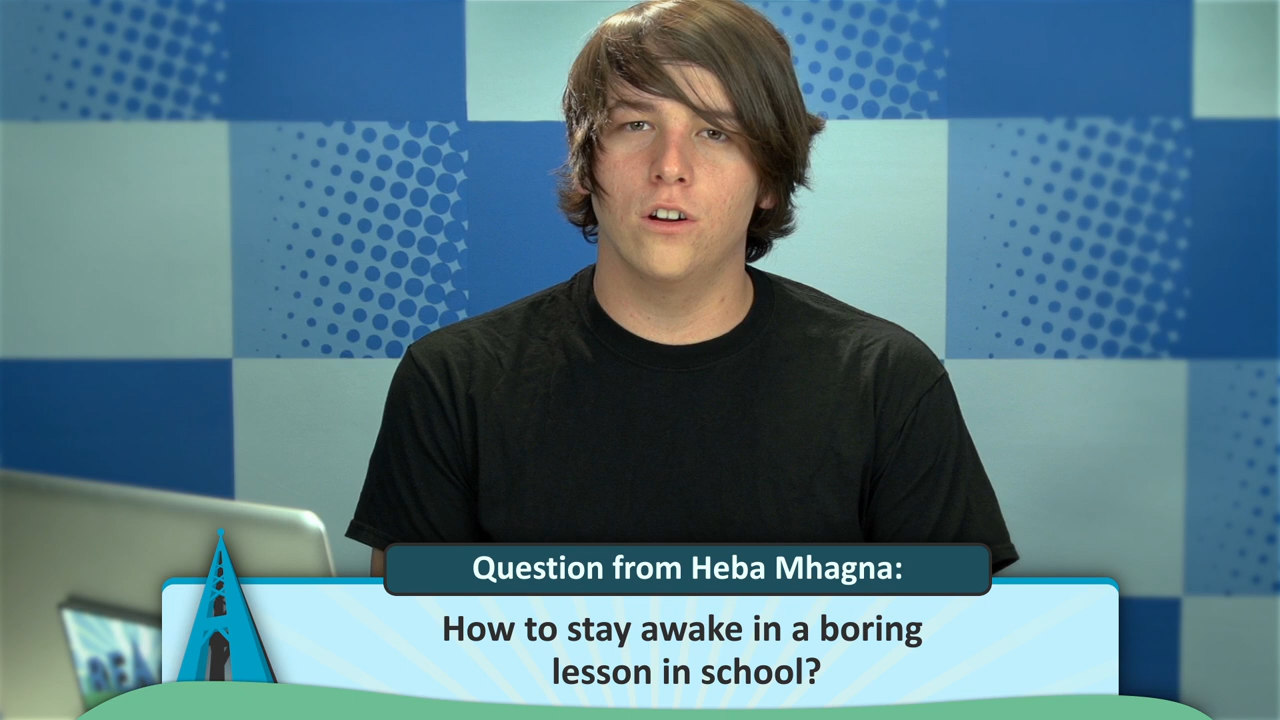 Question from Heba Mhagna:
How to stay awake in a boring
lesson in school?